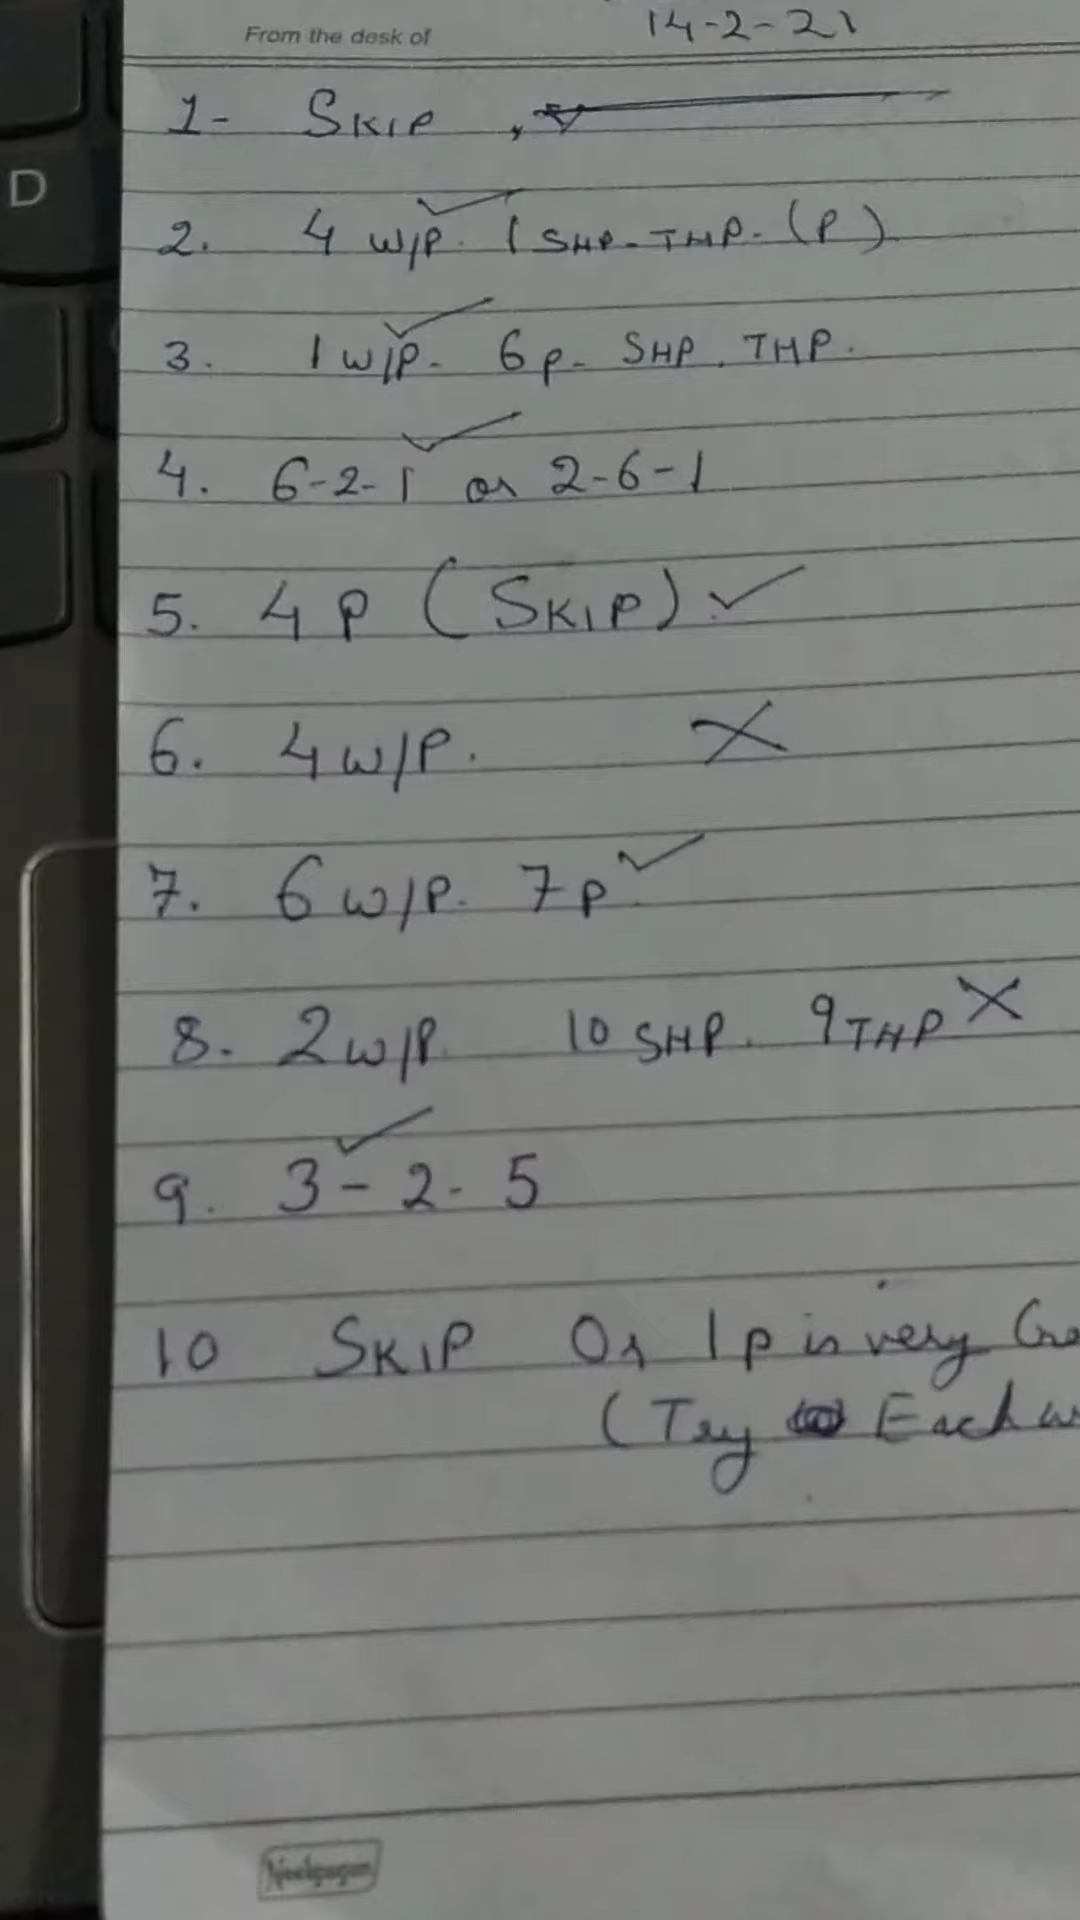 From the desk of 14-2-21
D
1- SKIP,
2. 4 W/P. 1 SHP-THP-(P)
3. 1 W/P- 6 P- SHP. THP.
4. 6-2-1 or 2-6-1
5. 4 P (SKIP)
6. 4 W/P.
7. 6 W/P. 7 P
8. 2 W/P. 10 SHP. 9 THP
9. 3-2-5
10 SKIP Or 1 P is very
(Try Each
Neelgagan